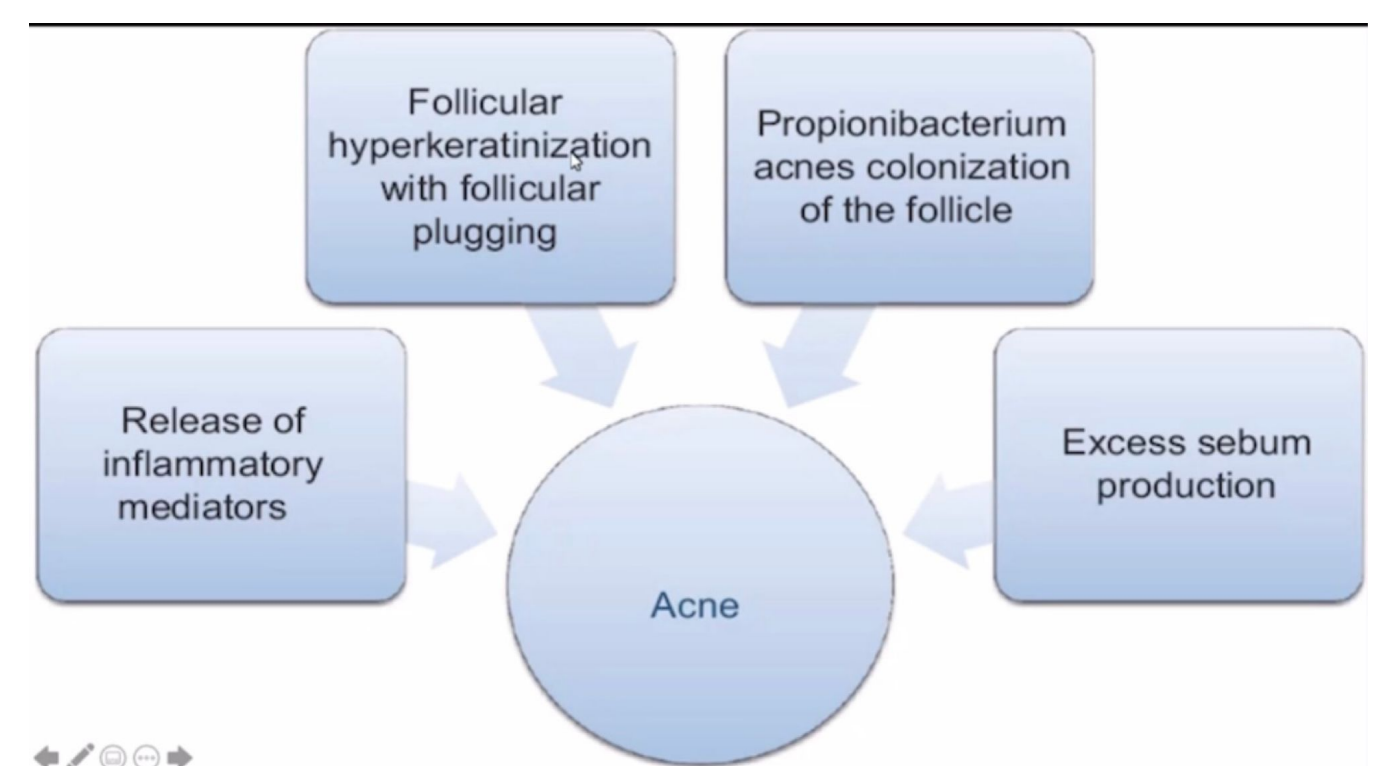 Follicular
hyperkeratinization
with follicular
plugging
Propionibacterium
acnes colonization
of the follicle
Release of
inflammatory
mediators
Excess sebum
production
Acne